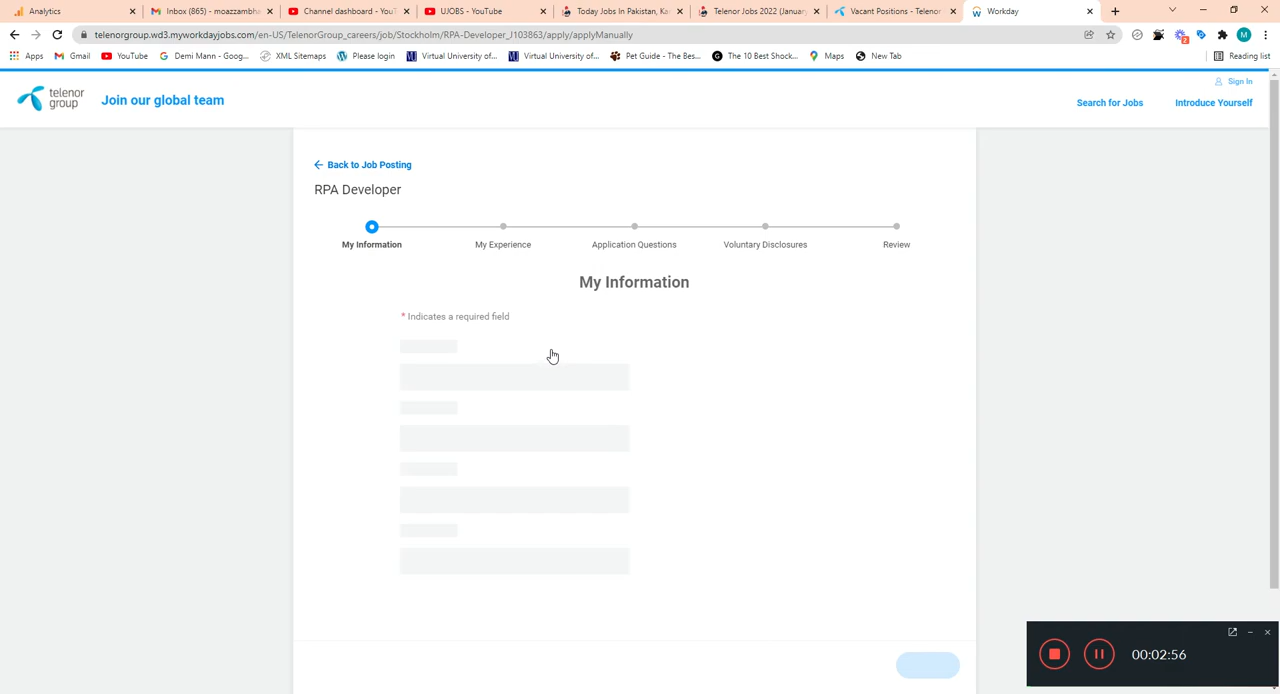 Analytics
Inbox (865) - moazzambha
Channel dashboard - YouT
UJOBS - YouTube
Today Jobs In Pakistan, Ka
Telenor Jobs 2022 (January
Vacant Positions - Telenor
Workday
telenorgroup.wd3.myworkdayjobs.com/en-US/TelenorGroup_careers/job/Stockholm/RPA-Developer_J103863/apply/applyManually
M
Apps
Gmail
YouTube
Demi Mann - Goog...
XML Sitemaps
Please login
Virtual University of...
Virtual University of...
Pet Guide - The Bes...
The 10 Best Shock...
Maps
New Tab
Reading list
Sign In
telenor
group
Join our global team
Search for Jobs
Introduce Yourself
Back to Job Posting
RPA Developer
My Information
My Experience
Application Questions
Voluntary Disclosures
Review
My Information
* Indicates a required field
00:02:56